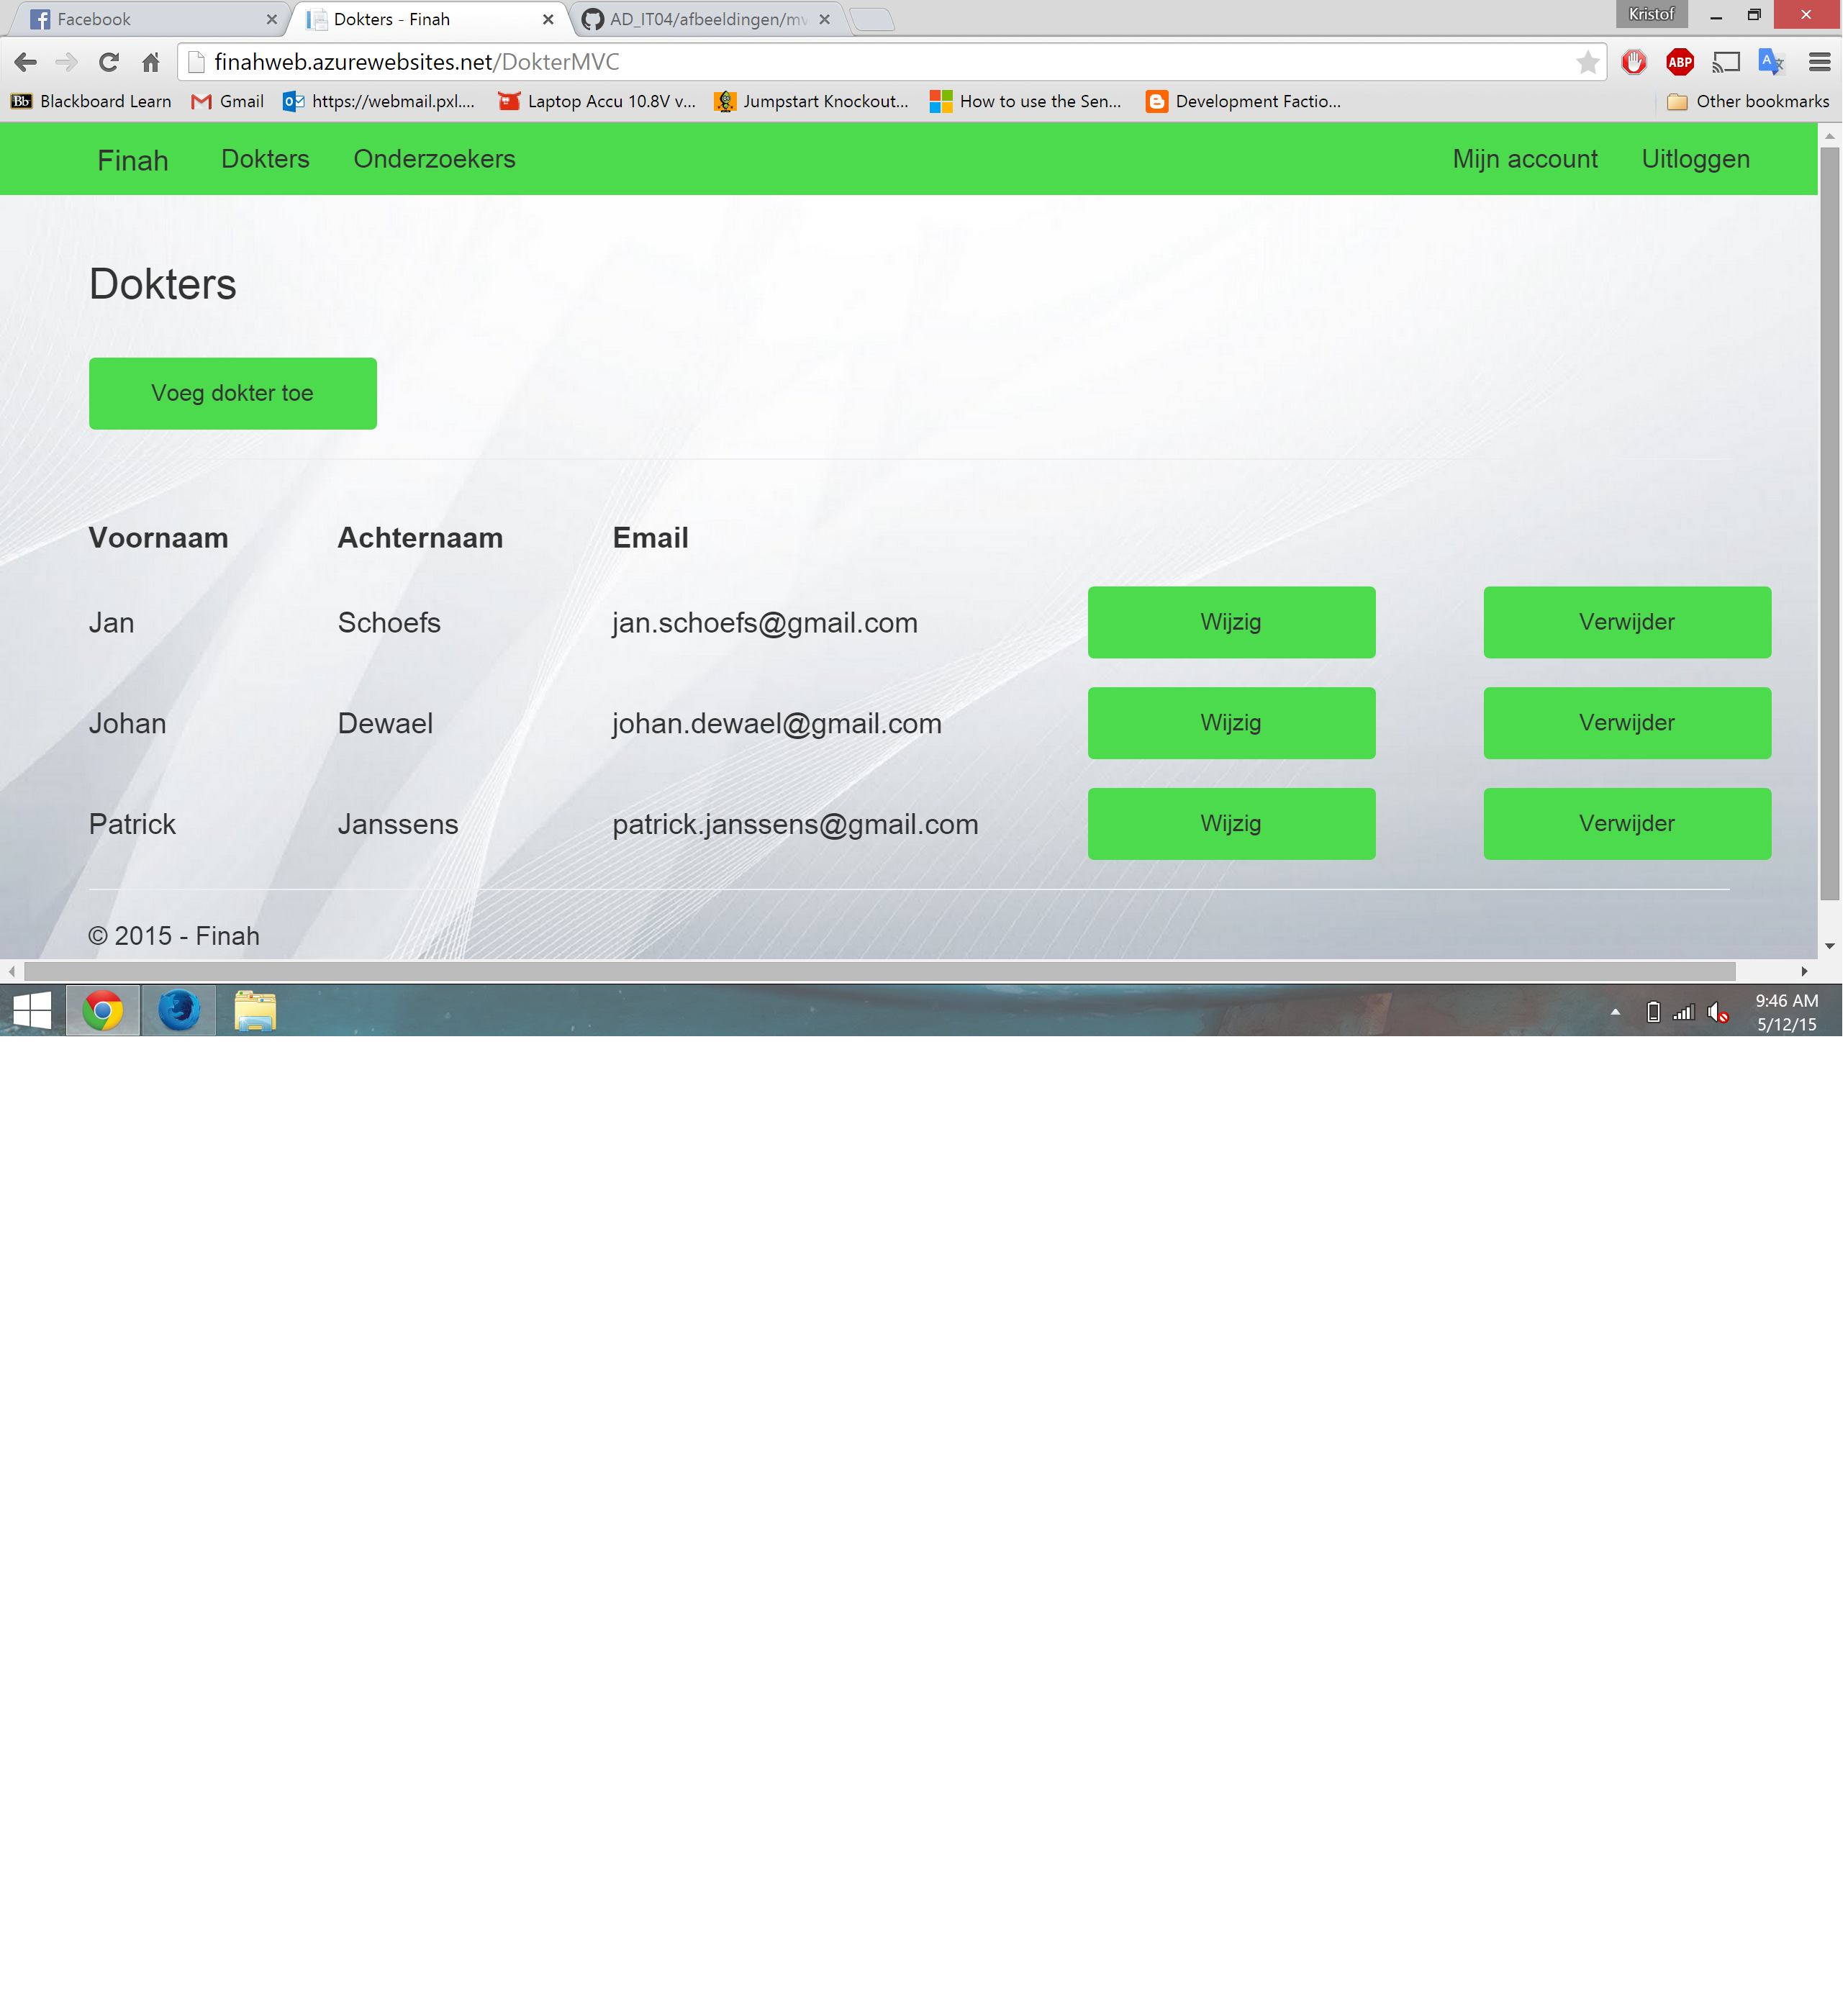 Facebook
Dokters - Finah
AD_IT04/afbeeldingen/mv
Kristof
finahweb.azurewebsites.net/DokterMVC
ABP
Bb Blackboard Learn
Gmail
https://webmail.pxl....
Laptop Accu 10.8V v...
Jumpstart Knockout...
How to use the Sen...
Development Factio...
Other bookmarks
Finah Dokters Onderzoekers Mijn account Uitloggen
Dokters
Voeg dokter toe
Voornaam Achternaam Email
Jan Schoefs jan.schoefs@gmail.com Wijzig Verwijder
Johan Dewael johan.dewael@gmail.com Wijzig Verwijder
Patrick Janssens patrick.janssens@gmail.com Wijzig Verwijder
© 2015 - Finah
9:46 AM
5/12/15